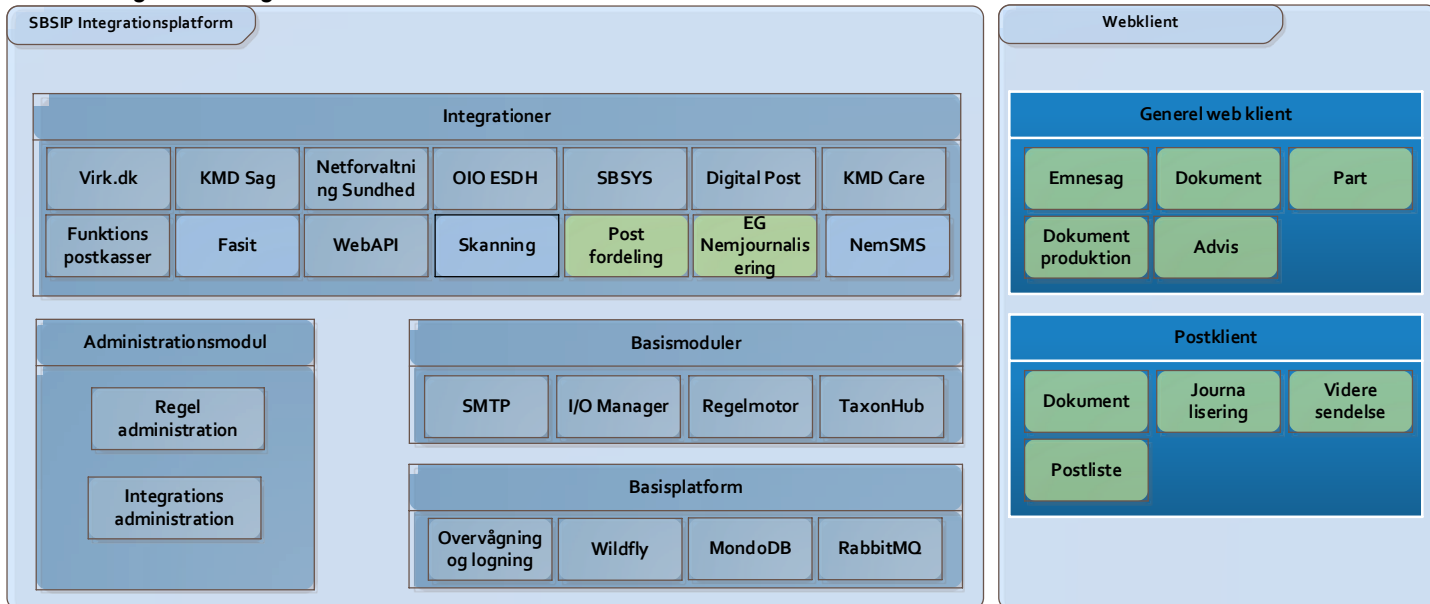 SBSIP Integrationsplatform
Webklient
Integrationer
Virk.dk
KMD Sag
Netforvaltni
ng Sundhed
OIO ESDH
SBSYS
Digital Post
KMD Care
Funktions
postkasser
Fasit
WebAPI
Skanning
Post
fordeling
EG
Nemjournalis
ering
NemSMS
Administrationsmodul
Regel
administration
Integrations
administration
Basismoduler
SMTP
I/O Manager
Regelmotor
TaxonHub
Basisplatform
Overvågning
og logning
Wildfly
MondoDB
RabbitMQ
Generel web klient
Emnesag
Dokument
Part
Dokument
produktion
Advis
Postklient
Dokument
Journa
lisering
Videre
sendelse
Postliste